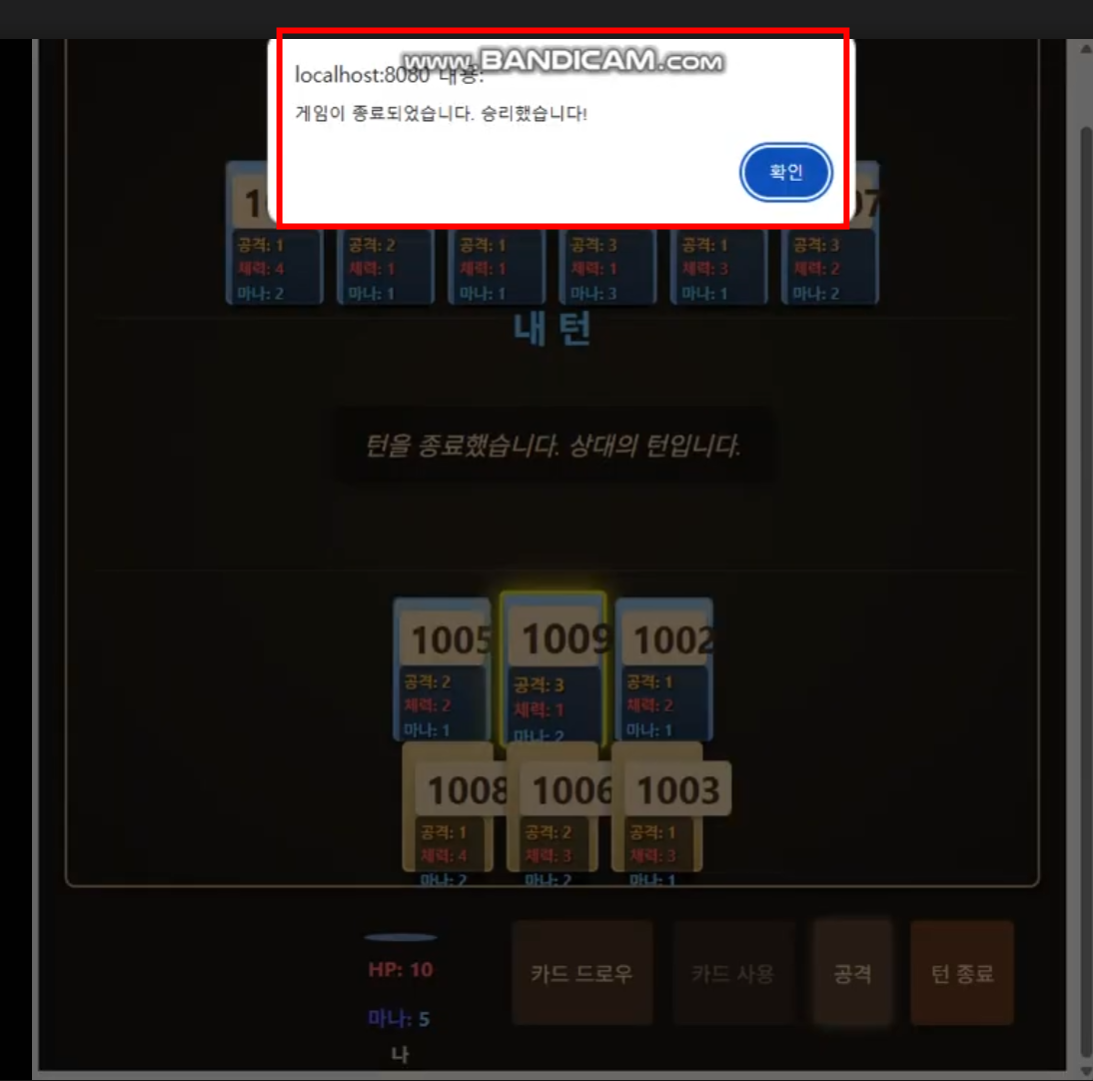 WWW.BANDICAM.COM
localhost:8080 내용:
게임이 종료되었습니다. 승리했습니다!
확인
공격: 1 공격: 2 공격: 1 공격: 3 공격: 1 공격: 3
체력: 4 체력: 1 체력: 1 체력: 1 체력: 3 체력: 2
마나: 2 마나: 1 마나: 1 마나: 3 마나: 1 마나: 2
내 턴
턴을 종료했습니다. 상대의 턴입니다.
1005 1009 1002
공격: 2 공격: 3 공격: 1
체력: 2 체력: 1 체력: 2
마나: 1 마나: 2 마나: 1
1008 1006 1003
공격: 1 공격: 2 공격: 1
체력: 4 체력: 3 체력: 3
마나: 2 마나: 2 마나: 1
HP: 10
마나: 5
나
카드 드로우 카드 사용 공격 턴 종료